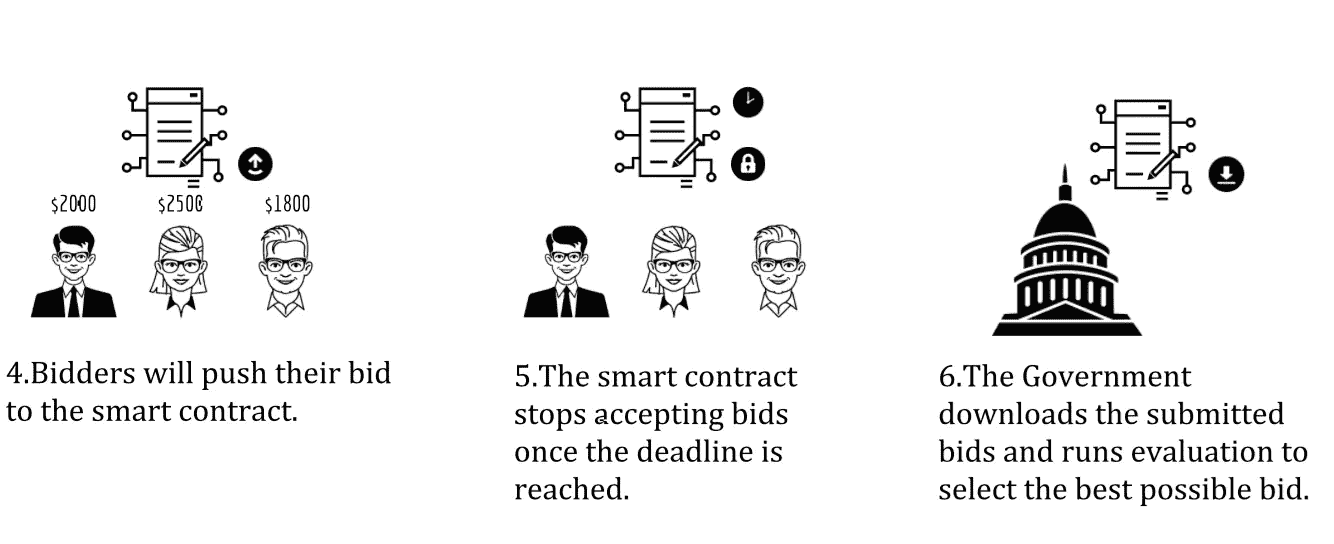 $2000 $2500 $1800
4.Bidders will push their bid
to the smart contract.
5.The smart contract
stops accepting bids
once the deadline is
reached.
6.The Government
downloads the submitted
bids and runs evaluation to
select the best possible bid.